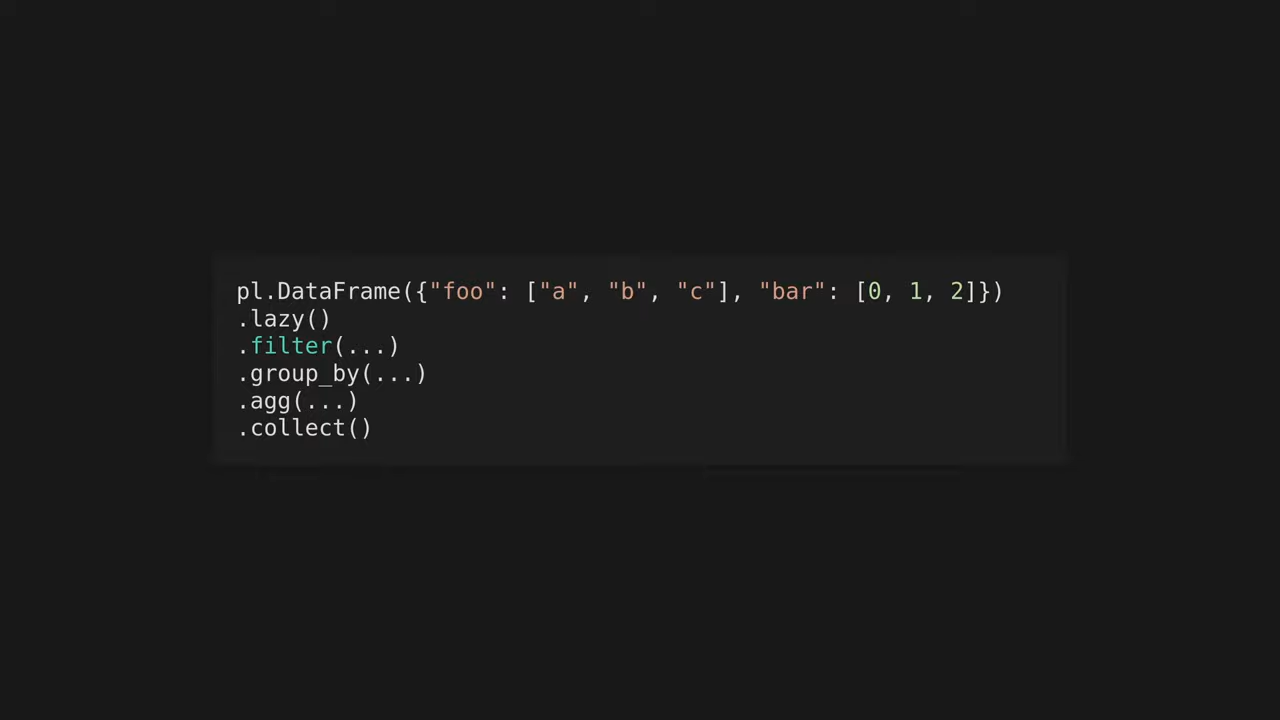 pl.DataFrame({"foo": ["a", "b", "c"], "bar": [0, 1, 2]})
.lazy()
.filter(...)
.group_by(...)
.agg(...)
.collect()